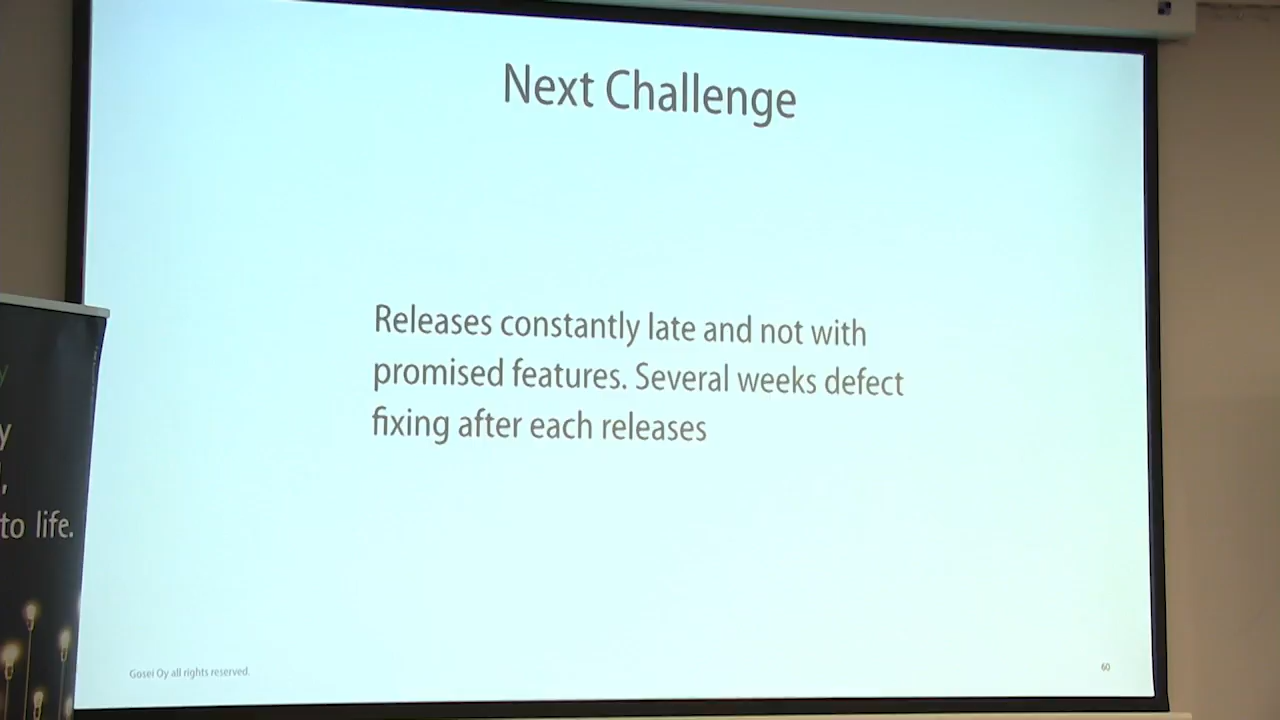 Next Challenge
Releases constantly late and not with
promised features. Several weeks defect
fixing after each releases
to life.
Gosei Oy all rights reserved.
60